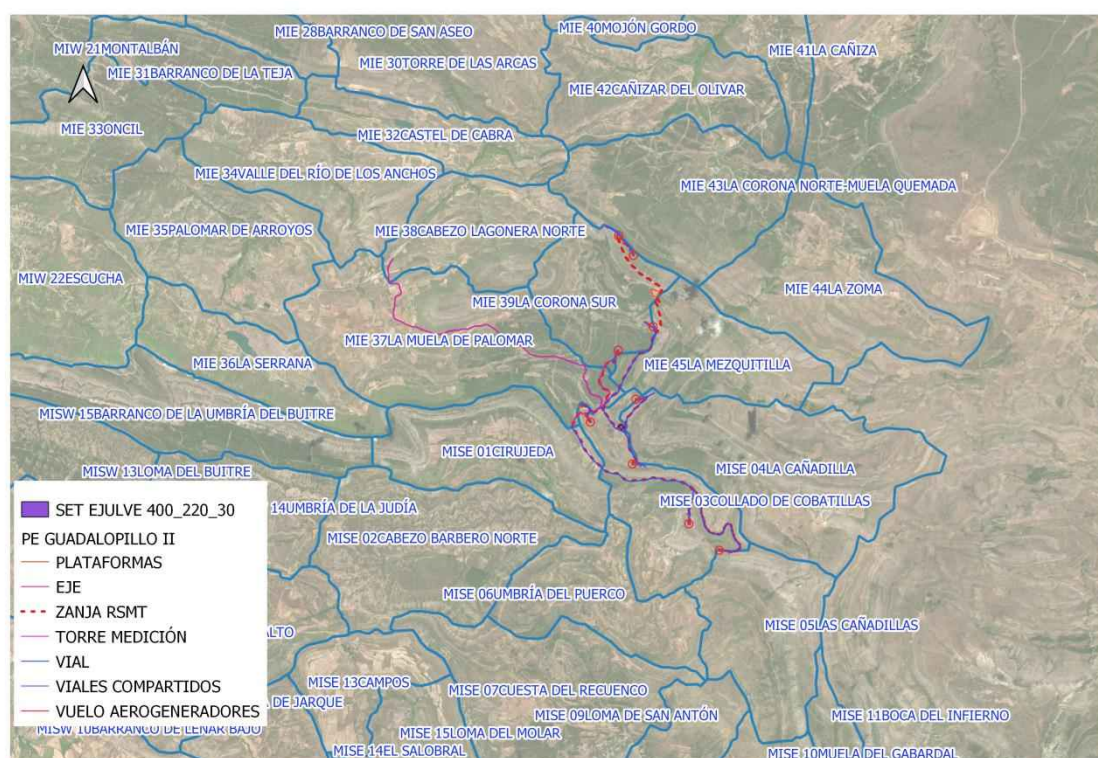 MIE 28BARRANCO DE SAN ASEO
MIE 40MOJÓN GORDO
MIW 21MONTALBÁN
MIE 41LA CAÑIZA
MIE 30TORRE DE LAS ARCAS
MIE 31BARRANCO DE LA TEJA
MIE 42CAÑIZAR DEL OLIVAR
MIE 33ONCIL
MIE 32CASTEL DE CABRA
MIE 34VALLE DEL RÍO DE LOS ANCHOS
MIE 43LA CORONA NORTE-MUELA QUEMADA
MIE 35PALOMAR DE ARROYOS
MIE 38CABEZO LAGONERA NORTE
MIW 22ESCUCHA
MIE 44LA ZOMA
MIE 39LA CORONA SUR
MIE 37LA MUELA DE PALOMAR
MIE 36LA SERRANA
MIE 45LA MEZQUITILLA
MISW 15BARRANCO DE LA UMBRÍA DEL BUITRE
MISE 01CIRUJEDA
MISW 13LOMA DEL BUITRE
MISE 04LA CAÑADILLA
MISE 03COLLADO DE COBATILLAS
14UMBRÍA DE LA JUDÍA
MISE 02CABEZO BARBERO NORTE
MISE 06UMBRÍA DEL PUERCO
MISE 05LAS CAÑADILLAS
ALTO
MISE 13CAMPOS
MISE 07CUESTA DEL RECUENCO
DE JARQUE
MISE 09LOMA DE SAN ANTÓN
MISE 11BOCA DEL INFIERNO
MISW 10BARRANCO DE LENAR BAJO
MISE 15LOMA DEL MOLAR
MISE 14EL SALOBRAL
MISE 10MUELA DEL GABARDAL
SET EJULVE 400_220_30
PE GUADALOPILLO II
PLATAFORMAS
EJE
ZANJA RSMT
TORRE MEDICIÓN
VIAL
VIALES COMPARTIDOS
VUELO AEROGENERADORES